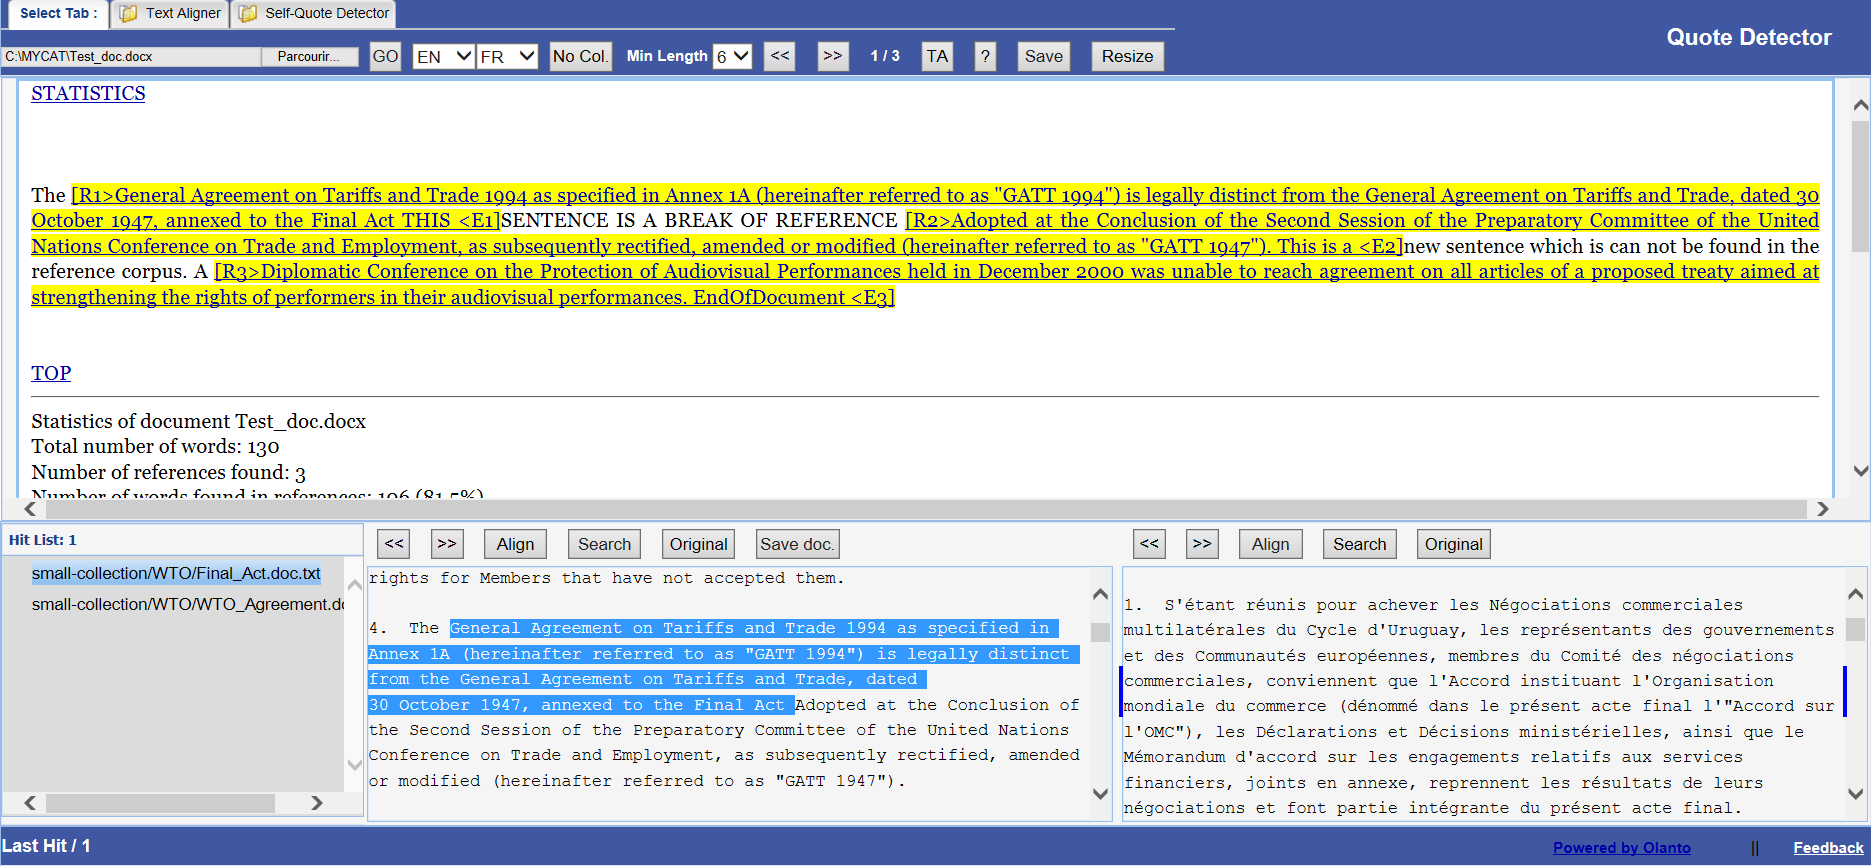 Select Tab : Text Aligner Self-Quote Detector
Quote Detector
C:\MYCAT\Test_doc.docx Parcourir... GO EN FR No Col. Min Length 6 << >> 1 / 3 TA ? Save Resize
STATISTICS
The [R1>General Agreement on Tariffs and Trade 1994 as specified in Annex 1A (hereinafter referred to as "GATT 1994") is legally distinct from the General Agreement on Tariffs and Trade, dated 30
October 1947, annexed to the Final Act THIS <E1]SENTENCE IS A BREAK OF REFERENCE [R2>Adopted at the Conclusion of the Second Session of the Preparatory Committee of the United
Nations Conference on Trade and Employment, as subsequently rectified, amended or modified (hereinafter referred to as "GATT 1947"). This is a <E2]new sentence which is can not be found in the
reference corpus. A [R3>Diplomatic Conference on the Protection of Audiovisual Performances held in December 2000 was unable to reach agreement on all articles of a proposed treaty aimed at
strengthening the rights of performers in their audiovisual performances. EndOfDocument <E3]
TOP
Statistics of document Test_doc.docx
Total number of words: 130
Number of references found: 3
Number of words found in references: 106 (81.5%)
Hit List: 1
small-collection/WTO/Final_Act.doc.txt
small-collection/WTO/WTO_Agreement.do
<< >> Align Search Original Save doc.
rights for Members that have not accepted them.
4. The General Agreement on Tariffs and Trade 1994 as specified in
Annex 1A (hereinafter referred to as "GATT 1994") is legally distinct
from the General Agreement on Tariffs and Trade, dated
30 October 1947, annexed to the Final Act Adopted at the Conclusion of
the Second Session of the Preparatory Committee of the United Nations
Conference on Trade and Employment, as subsequently rectified, amended
or modified (hereinafter referred to as "GATT 1947").
<< >> Align Search Original
1. S'étant réunis pour achever les Négociations commerciales
multilatérales du Cycle d'Uruguay, les représentants des gouvernements
et des Communautés européennes, membres du Comité des négociations
commerciales, conviennent que l'Accord instituant l'Organisation
mondiale du commerce (dénommé dans le présent acte final l'"Accord sur
l'OMC"), les Déclarations et Décisions ministérielles, ainsi que le
Mémorandum d'accord sur les engagements relatifs aux services
financiers, joints en annexe, reprennent les résultats de leurs
négociations et font partie intégrante du présent acte final.
Last Hit / 1
Powered by Olanto || Feedback